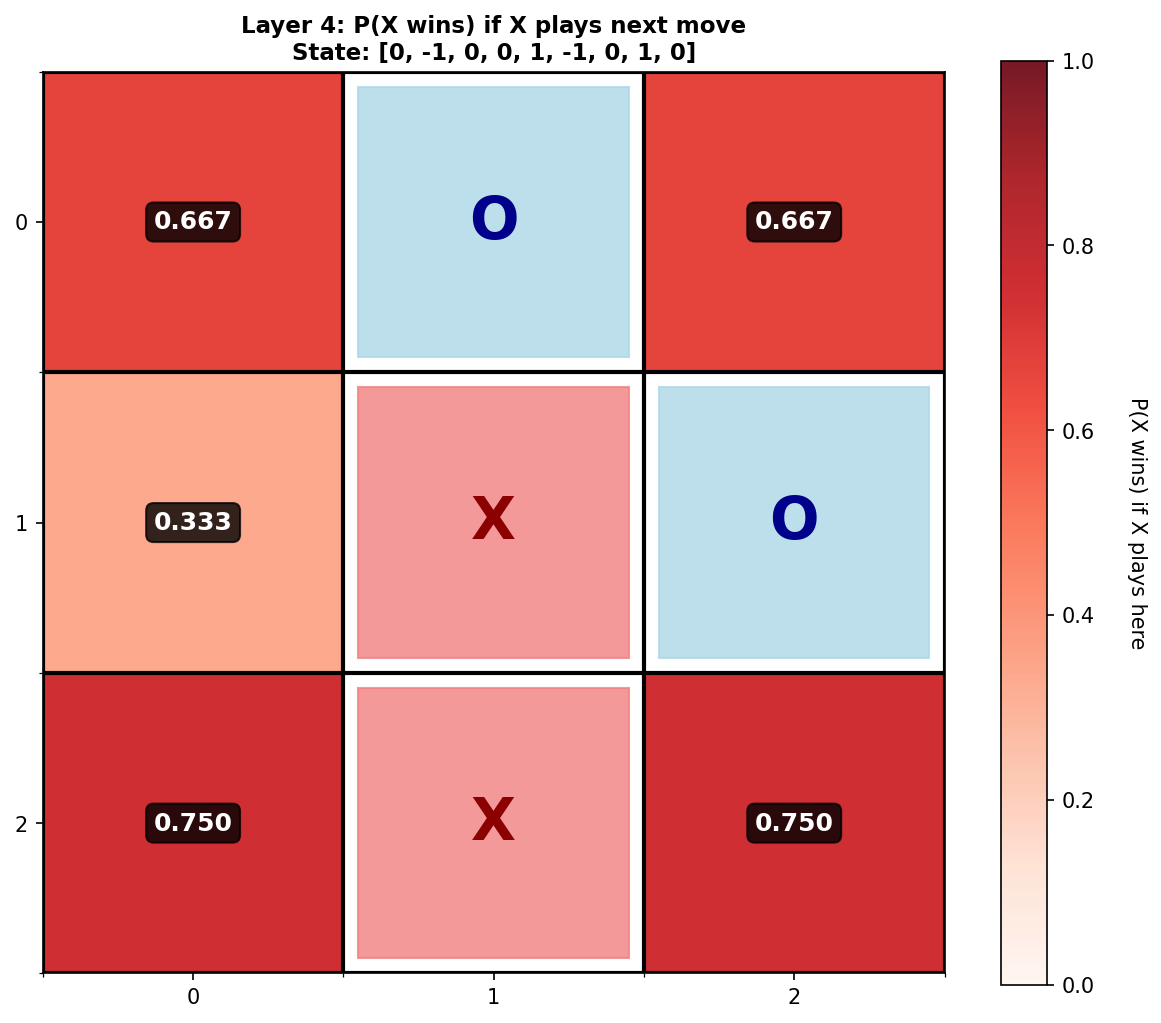 Layer 4: P(X wins) if X plays next move
State: [0, -1, 0, 0, 1, -1, 0, 1, 0]
0.667
O
0.667
0.333
X
O
0.750
X
0.750
0
1
2
0
1
2
1.0
0.8
0.6
0.4
0.2
0.0
P(X wins) if X plays here